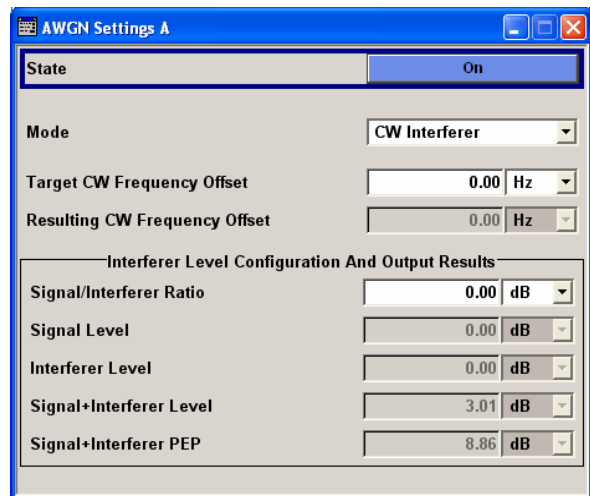 AWGN Settings A
State On
Mode CW Interferer
Target CW Frequency Offset 0.00 Hz
Resulting CW Frequency Offset 0.00 Hz
Interferer Level Configuration And Output Results
Signal/Interferer Ratio 0.00 dB
Signal Level 0.00 dB
Interferer Level 0.00 dB
Signal+Interferer Level 3.01 dB
Signal+Interferer PEP 8.86 dB